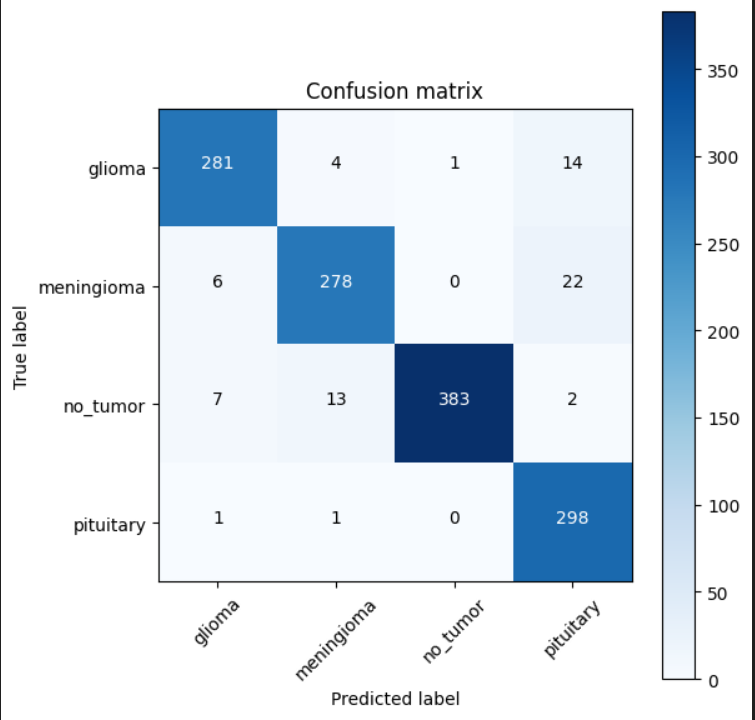 Confusion matrix
True label
glioma 281 4 1 14
meningioma 6 278 0 22
no_tumor 7 13 383 2
pituitary 1 1 0 298
glioma meningioma no_tumor pituitary
Predicted label
350
300
250
200
150
100
50
0